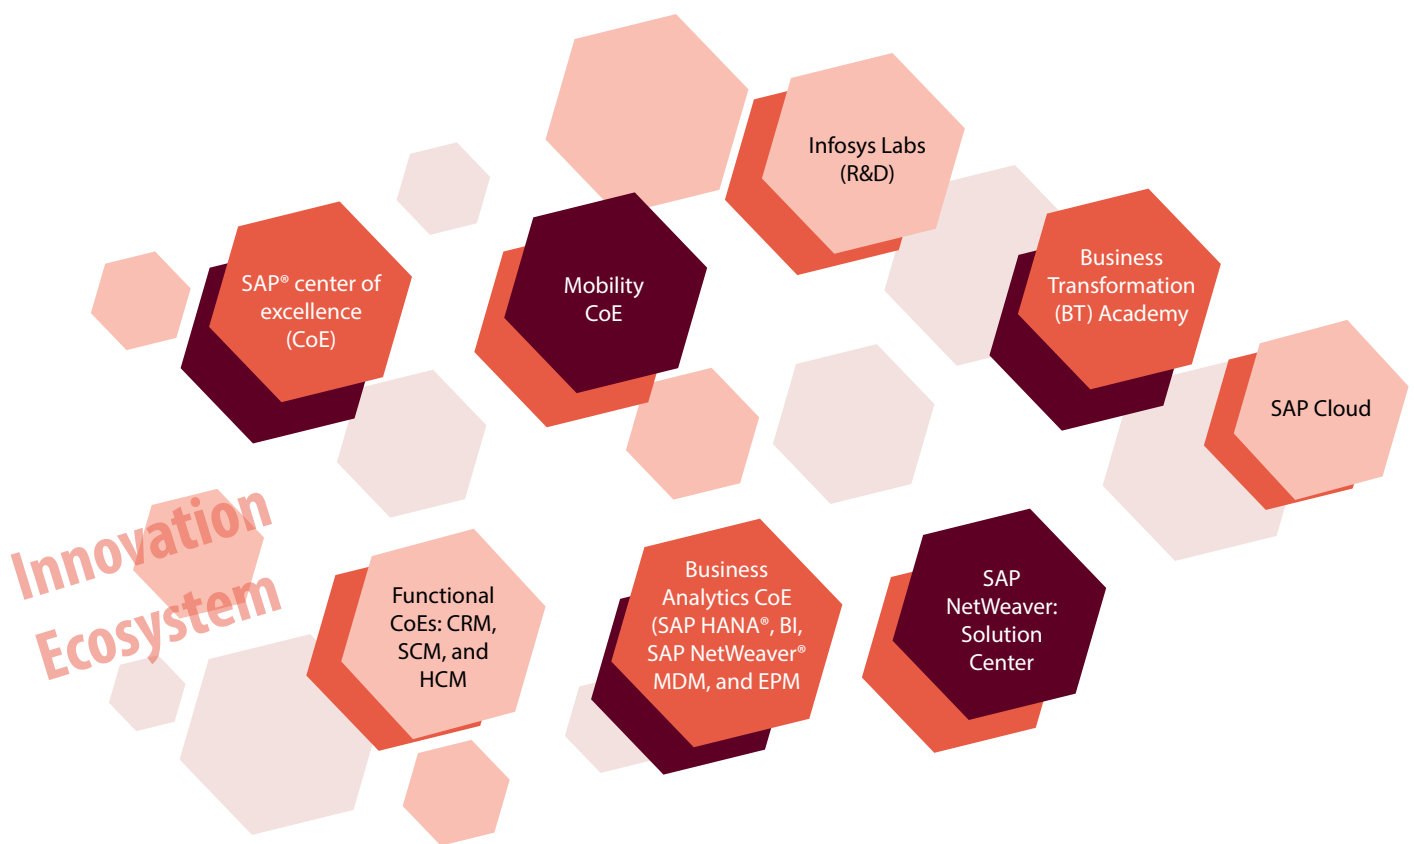 Infosys Labs
(R&D)
SAP® center of
excellence
(CoE)
Mobility
CoE
Business
Transformation
(BT) Academy
SAP Cloud
Innovation
Ecosystem
Functional
CoEs: CRM,
SCM, and
HCM
Business
Analytics CoE
(SAP HANA®, BI,
SAP NetWeaver®
MDM, and EPM
SAP
NetWeaver:
Solution
Center